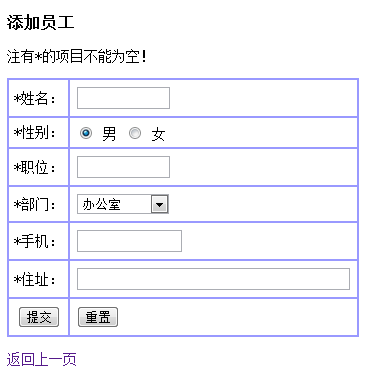 添加员工
注有*的项目不能为空!
*姓名:
*性别: 男 女
*职位:
*部门: 办公室
*手机:
*住址:
提交 重置
返回上一页